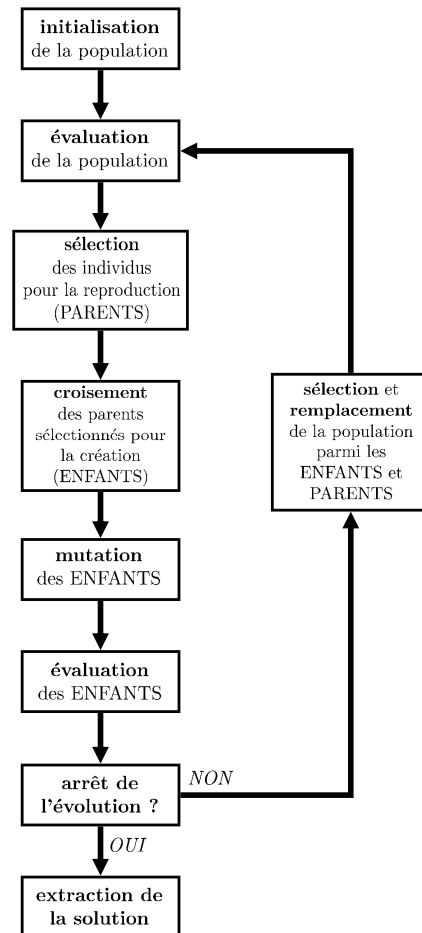 initialisation
de la population
évaluation
de la population
sélection
des individus
pour la reproduction
(PARENTS)
croisement
des parents
sélectionnés pour
la création
(ENFANTS)
mutation
des ENFANTS
évaluation
des ENFANTS
arrêt de
l'évolution ?
NON
OUI
extraction de
la solution
sélection et
remplacement
de la population
parmi les
ENFANTS et
PARENTS